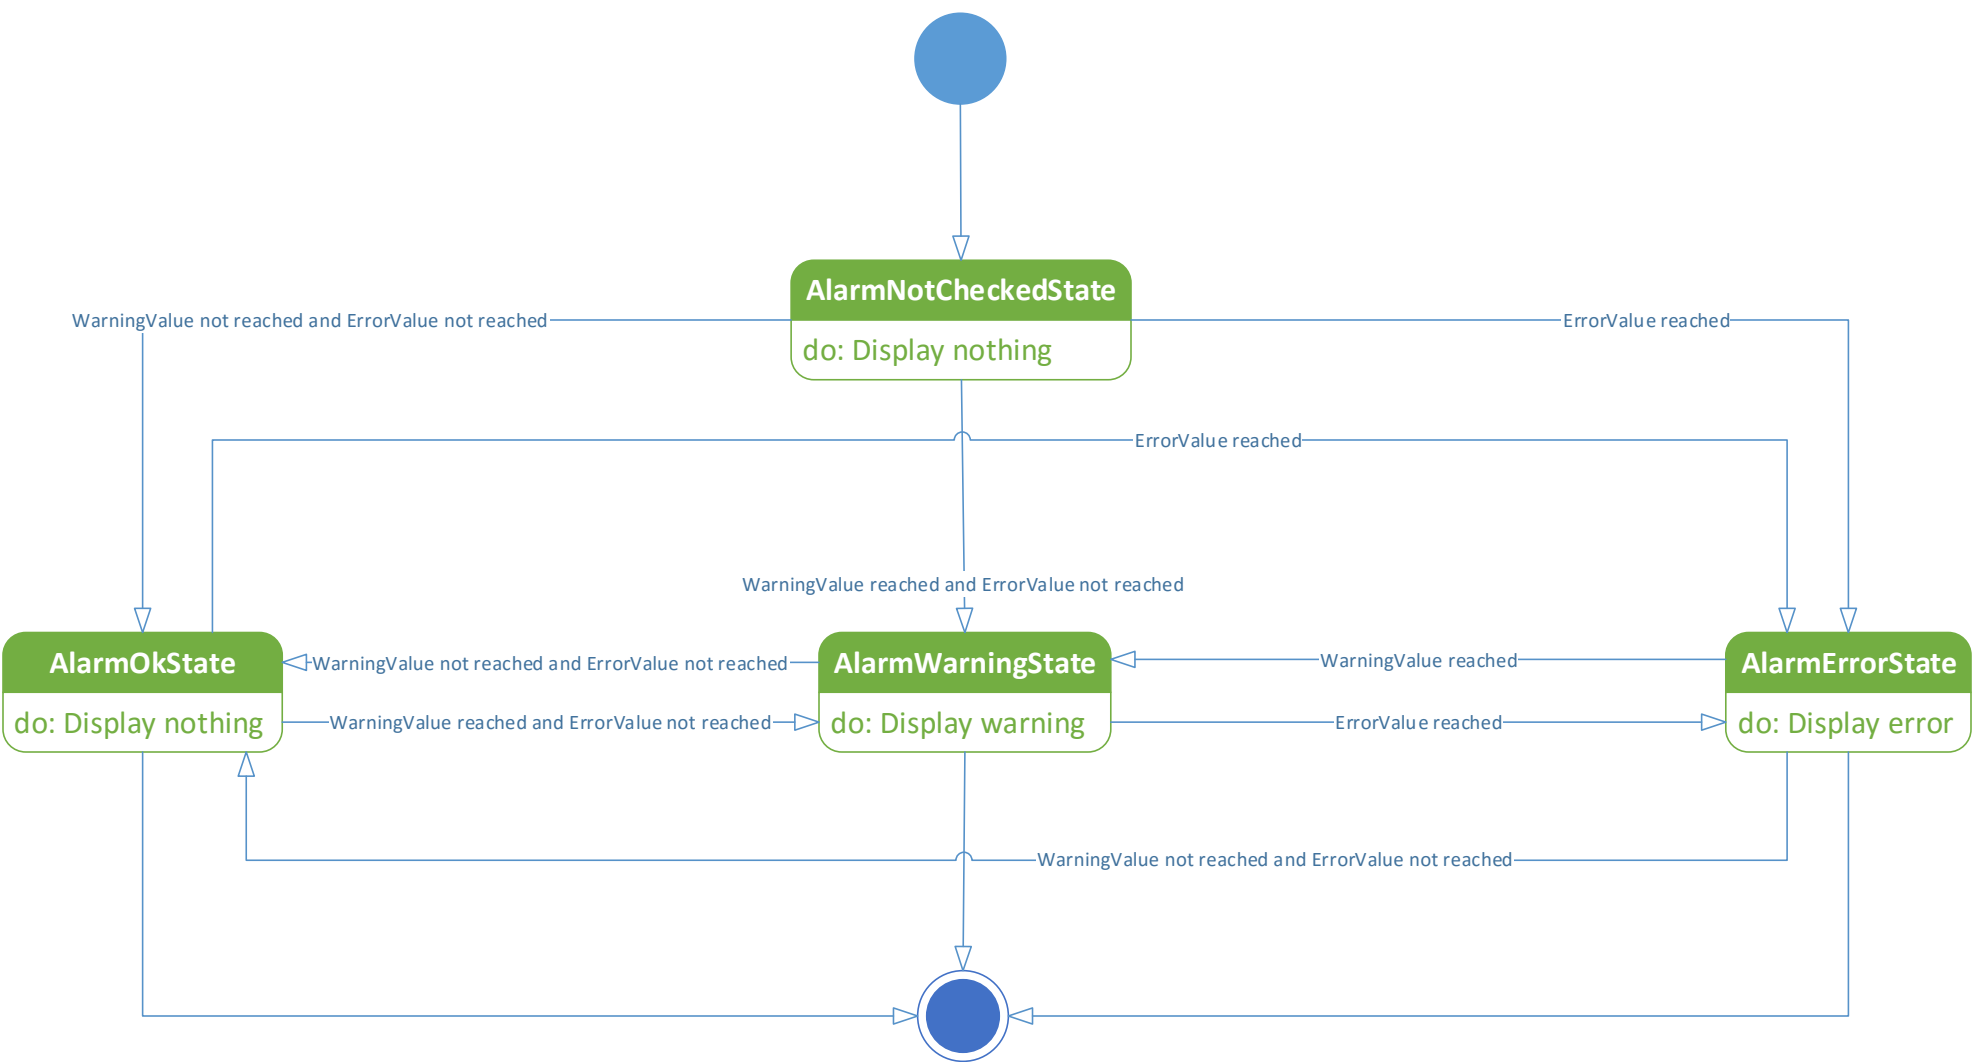 AlarmNotCheckedState
do: Display nothing
WarningValue not reached and ErrorValue not reached
ErrorValue reached
ErrorValue reached
WarningValue reached and ErrorValue not reached
AlarmOkState
do: Display nothing
WarningValue not reached and ErrorValue not reached
WarningValue reached and ErrorValue not reached
AlarmWarningState
do: Display warning
WarningValue reached
ErrorValue reached
AlarmErrorState
do: Display error
WarningValue not reached and ErrorValue not reached